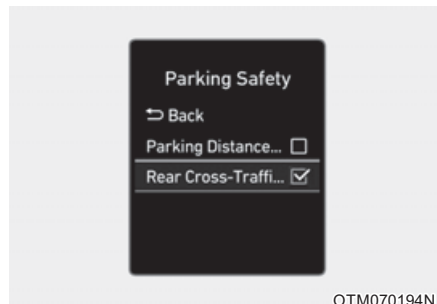 Parking Safety
Back
Parking Distance...
Rear Cross-Traffi...
OTM070194N